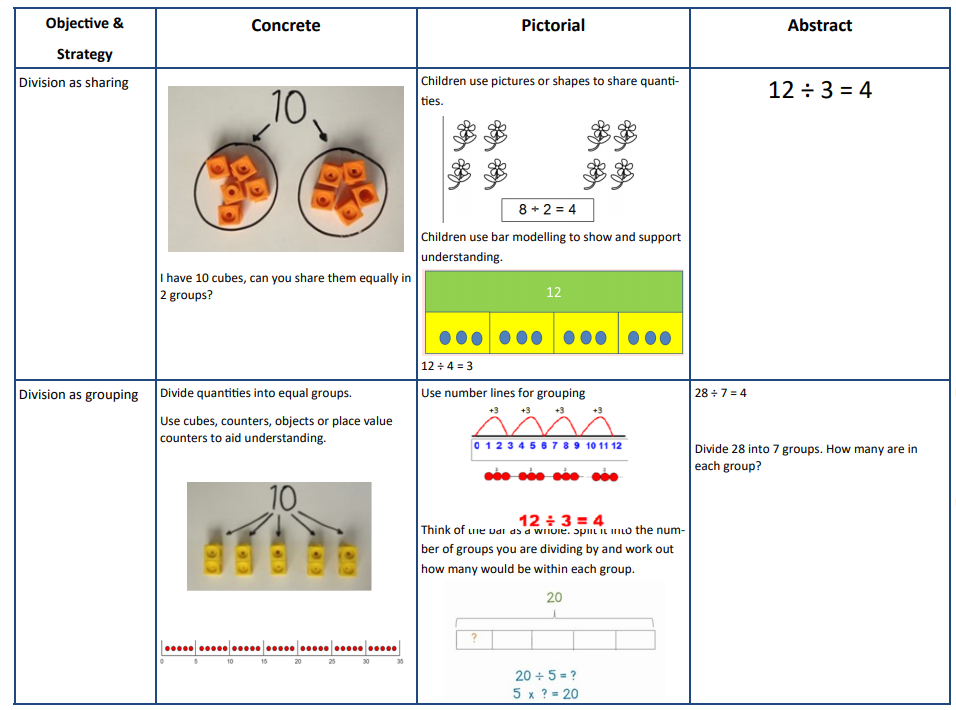 Objective &
Strategy
Concrete
Pictorial
Abstract
Division as sharing
10
I have 10 cubes, can you share them equally in
2 groups?
Children use pictures or shapes to share quanti-
ties.
8 ÷ 2 = 4
Children use bar modelling to show and support
understanding.
12
12 ÷ 4 = 3
12 ÷ 3 = 4
Division as grouping
Divide quantities into equal groups.
Use cubes, counters, objects or place value
counters to aid understanding.
10
0 5 10 15 20 25 30 35
Use number lines for grouping
+3 +3 +3 +3
0 1 2 3 4 5 6 7 8 9 10 11 12
12 ÷ 3 = 4
Think of the bar as a whole. Split it into the num-
ber of groups you are dividing by and work out
how many would be within each group.
20
?
20 ÷ 5 = ?
5 x ? = 20
28 ÷ 7 = 4
Divide 28 into 7 groups. How many are in
each group?